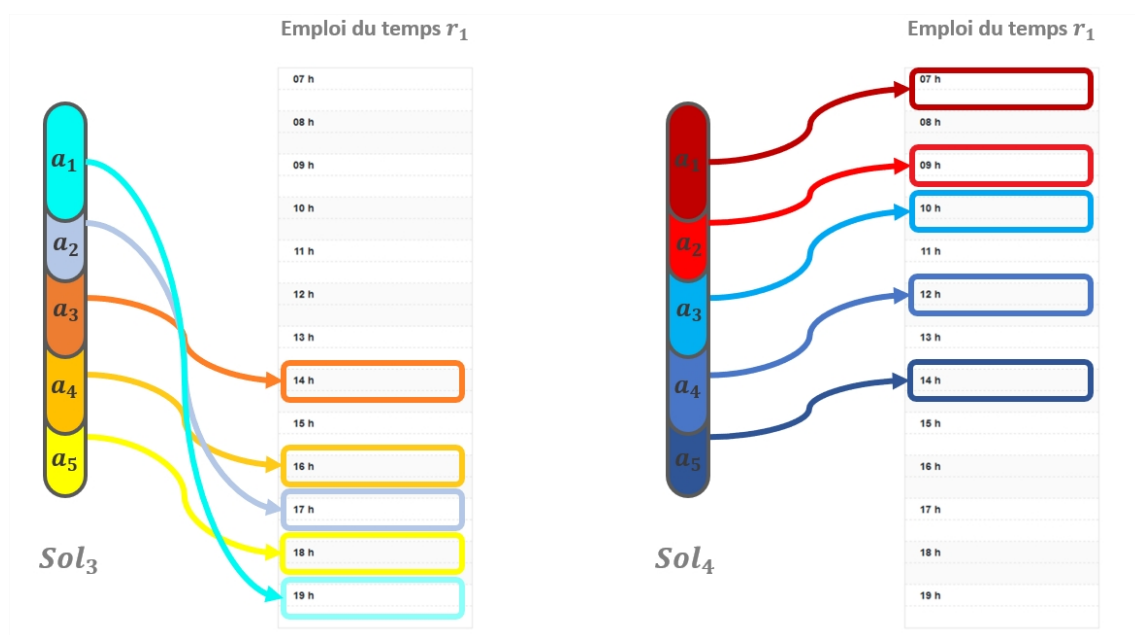 Emploi du temps r₁
07 h
08 h
09 h
10 h
11 h
12 h
13 h
14 h
15 h
16 h
17 h
18 h
19 h
a₁
a₂
a₃
a₄
a₅
Sol₃
Emploi du temps r₁
07 h
08 h
09 h
10 h
11 h
12 h
13 h
14 h
15 h
16 h
17 h
18 h
19 h
a₁
a₂
a₃
a₄
a₅
Sol₄